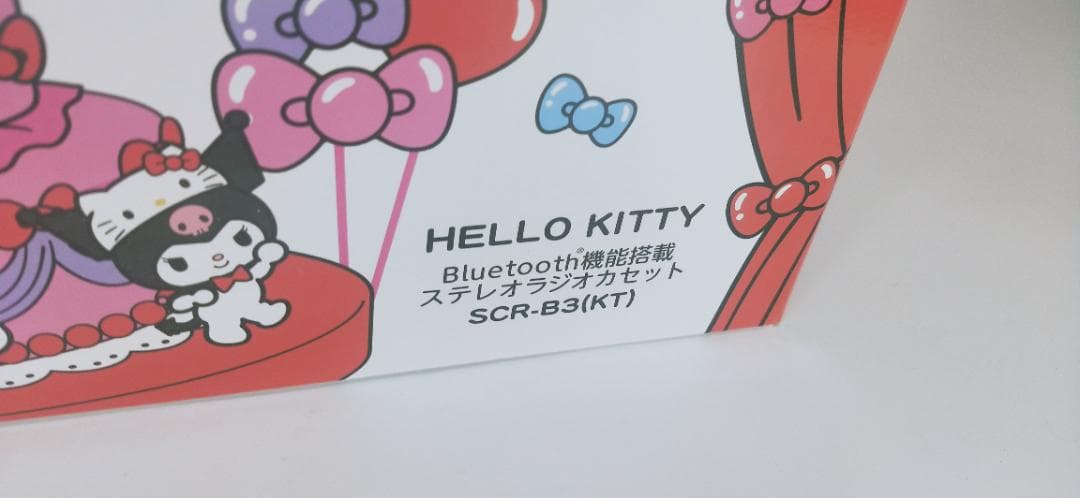 HELLO KITTY
Bluetooth®機能搭載
ステレオラジオカセット
SCR-B3(KT)